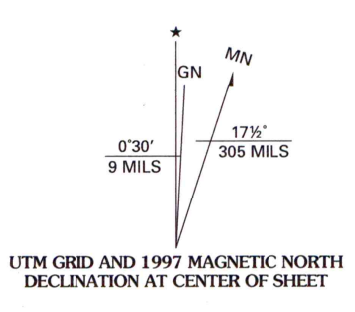 ★
MN
GN
0°30′
9 MILS
17½°
305 MILS
UTM GRID AND 1997 MAGNETIC NORTH
DECLINATION AT CENTER OF SHEET